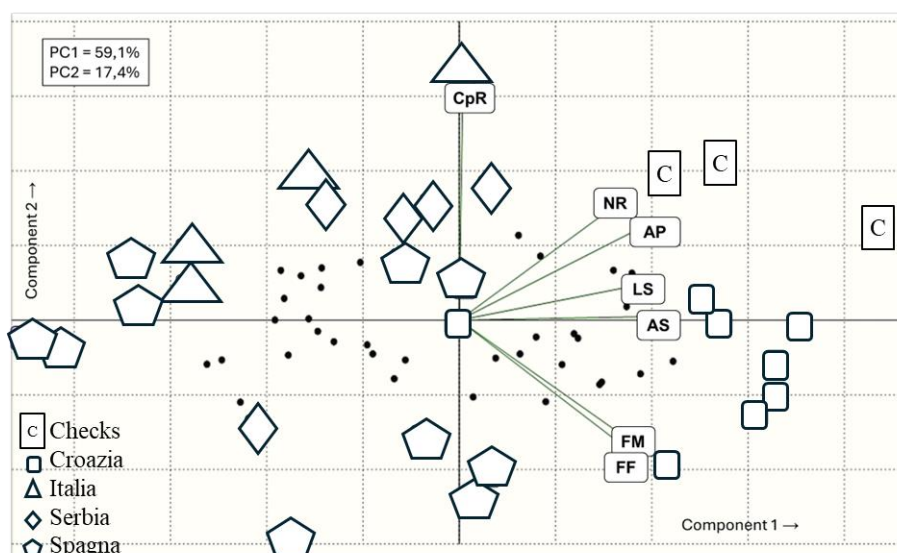 PC1 = 59,1%
PC2 = 17,4%
CpR
C
C
NR
AP
C
Component 2 →
LS
AS
C Checks
Croazia
Italia
Serbia
Spagna
FM
FF
Component 1 →